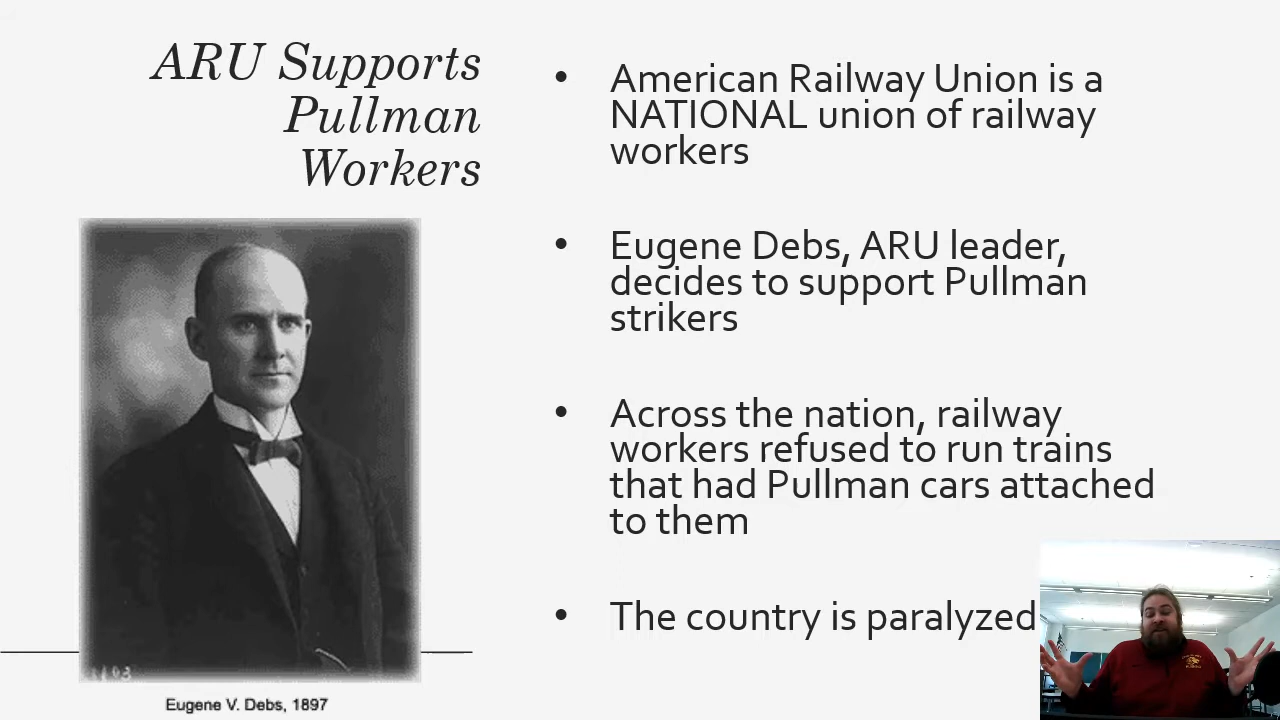 ARU Supports
Pullman
Workers
• American Railway Union is a
NATIONAL union of railway
workers
• Eugene Debs, ARU leader,
decides to support Pullman
strikers
• Across the nation, railway
workers refused to run trains
that had Pullman cars attached
to them
• The country is paralyzed
Eugene V. Debs, 1897